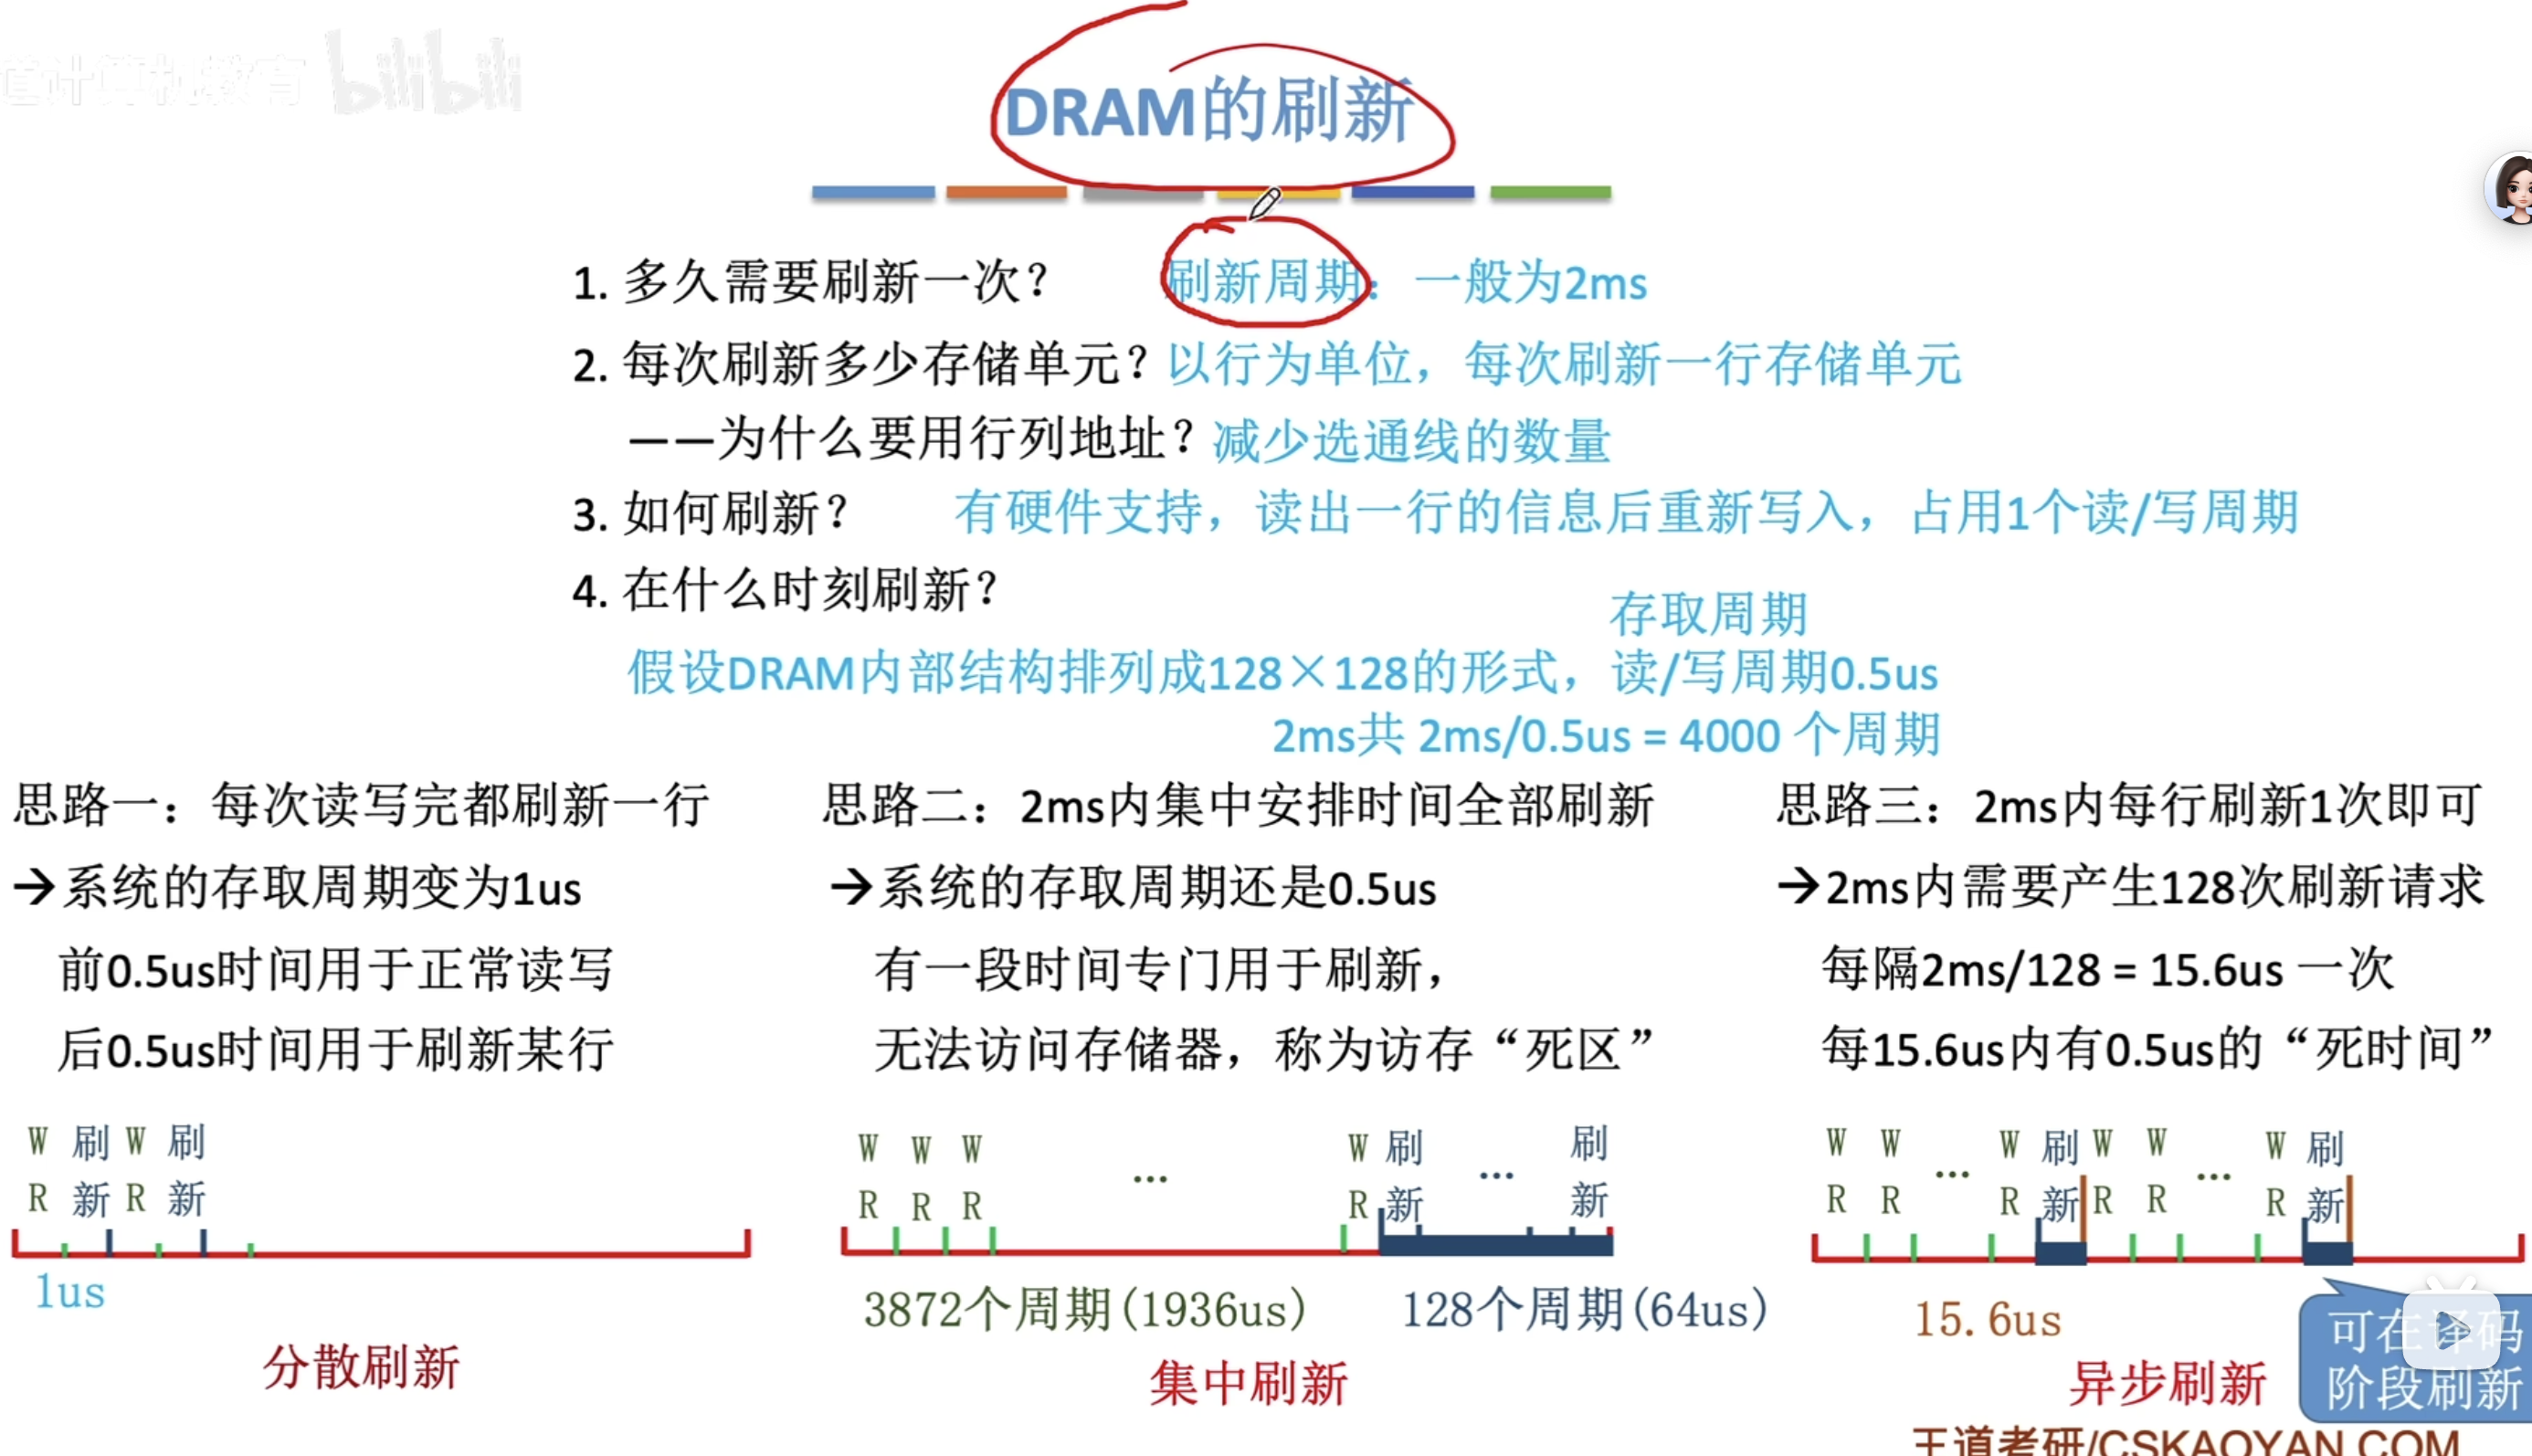 道计算机教育 bilibili
DRAM的刷新
1. 多久需要刷新一次？ 刷新周期：一般为2ms
2. 每次刷新多少存储单元？以行为单位，每次刷新一行存储单元
——为什么要用行列地址？减少选通线的数量
3. 如何刷新？ 有硬件支持，读出一行的信息后重新写入，占用1个读/写周期
4. 在什么时刻刷新？
存取周期
假设DRAM内部结构排列成128×128的形式，读/写周期0.5us
2ms共 2ms/0.5us = 4000 个周期
思路一：每次读写完都刷新一行
→系统的存取周期变为1us
前0.5us时间用于正常读写
后0.5us时间用于刷新某行
W 刷 W 刷
R 新 R 新
1us
分散刷新
思路二：2ms内集中安排时间全部刷新
→系统的存取周期还是0.5us
有一段时间专门用于刷新，
无法访问存储器，称为访存“死区”
W W W ... W 刷 ... 刷
R R R R 新 新
3872个周期(1936us) 128个周期(64us)
集中刷新
思路三：2ms内每行刷新1次即可
→2ms内需要产生128次刷新请求
每隔2ms/128 = 15.6us 一次
每15.6us内有0.5us的“死时间”
W W ... W 刷 W W ... W 刷
R R R 新 R R R 新
15.6us
异步刷新
可在译码
阶段刷新
王道考研/CSKAOYAN.COM